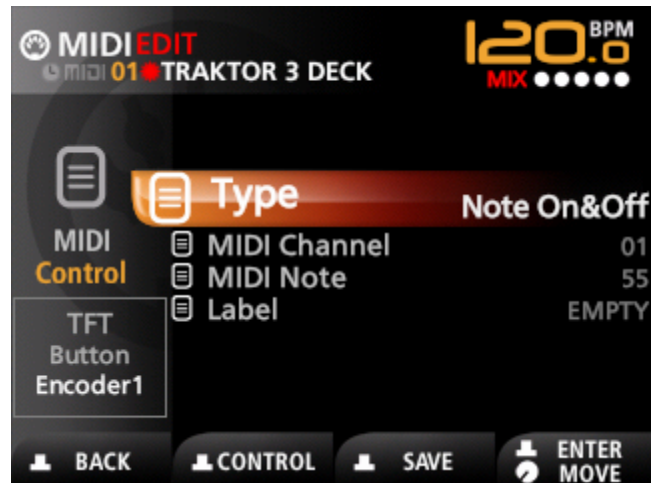 MIDI EDIT
midi 01 TRAKTOR 3 DECK
120.0 BPM
MIX
Type Note On&Off
MIDI Channel 01
MIDI Note 55
Label EMPTY
MIDI
Control
TFT
Button
Encoder1
BACK CONTROL SAVE ENTER
MOVE